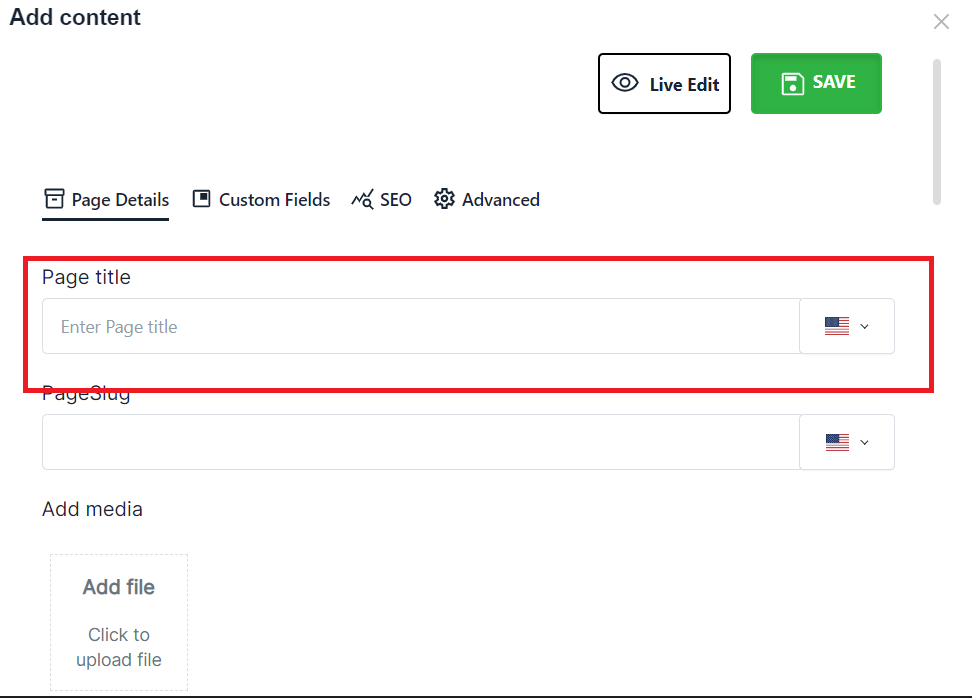 Add content
Live Edit
SAVE
Page Details
Custom Fields
SEO
Advanced
Page title
Enter Page title
PageSlug
Add media
Add file
Click to
upload file